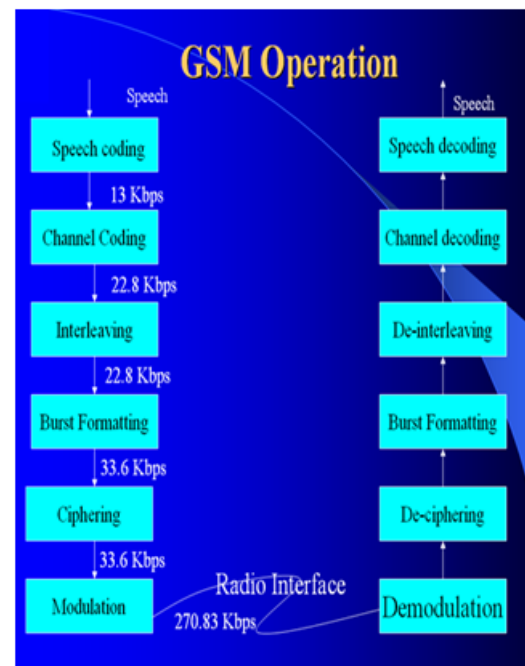 GSM Operation
Speech
Speech coding
13 Kbps
Channel Coding
22.8 Kbps
Interleaving
22.8 Kbps
Burst Formatting
33.6 Kbps
Ciphering
33.6 Kbps
Modulation
Radio Interface
270.83 Kbps
Speech
Speech decoding
Channel decoding
De-interleaving
Burst Formatting
De-ciphering
Demodulation